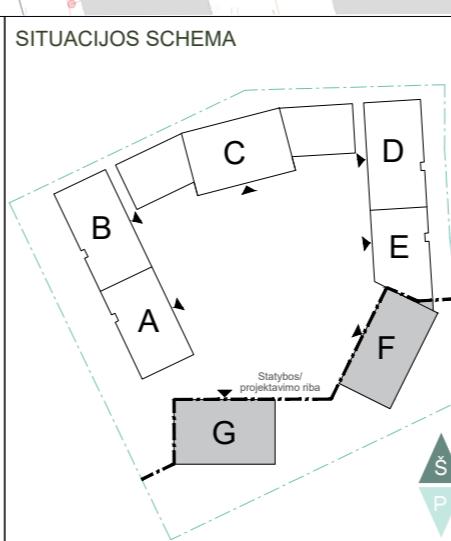 SITUACIJOS SCHEMA
C
D
B
E
A
F
Statybos/
projektavimo riba
G
Š
P